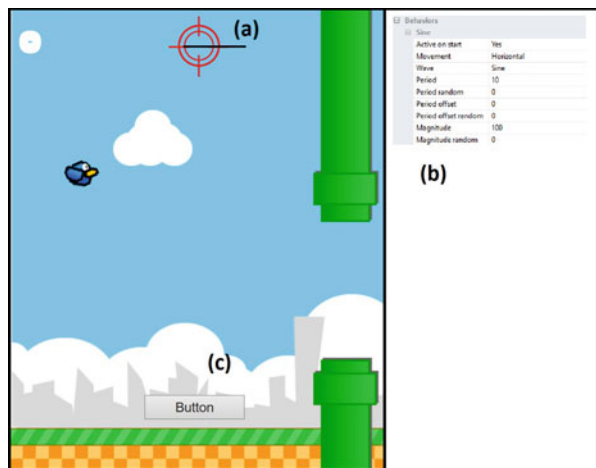 (a)
Behaviors
Sine
Active on start Yes
Movement Horizontal
Wave Sine
Period 10
Period random 0
Period offset 0
Period offset random 0
Magnitude 100
Magnitude random 0
(b)
(c)
Button